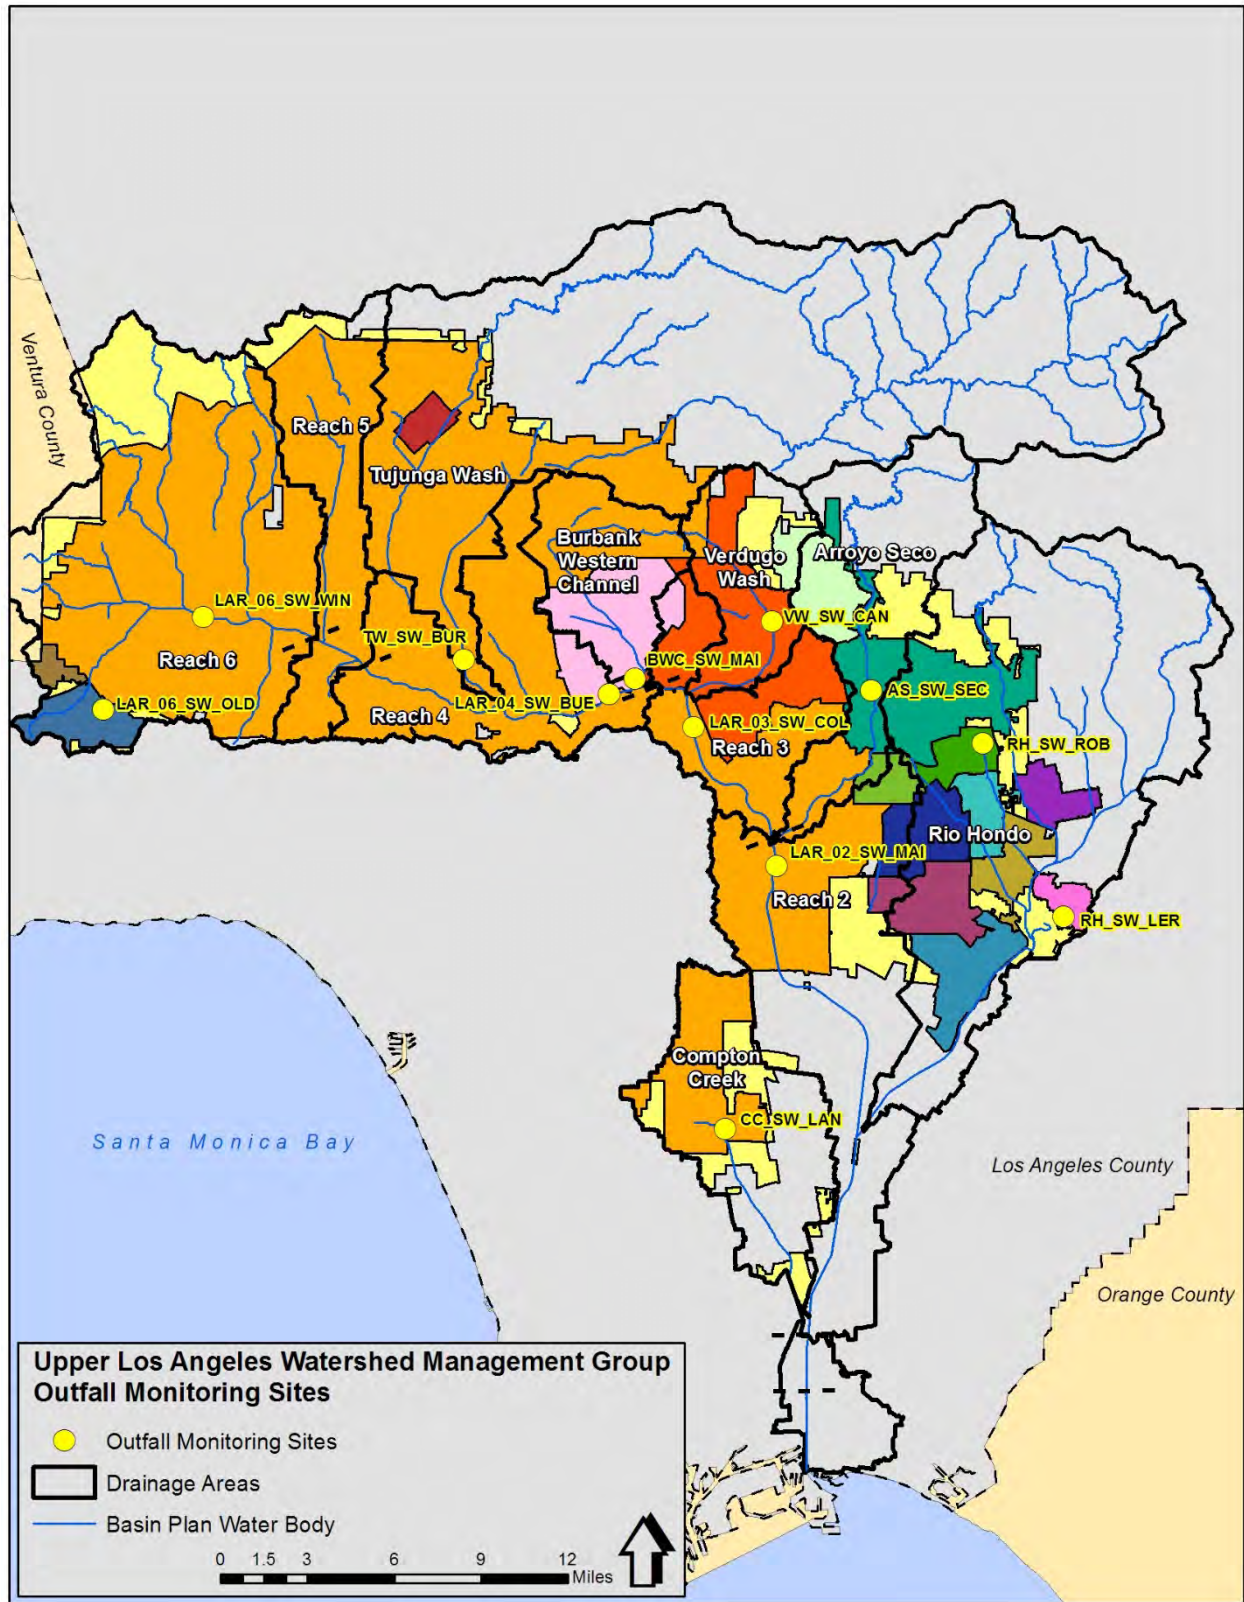 Ventura County
Reach 5
Tujunga Wash
Burbank
Western
Channel
Verdugo
Wash
Arroyo Seco
LAR_06_SW_WIN
VW_SW_CAN
TW_SW_BUR
Reach 6
BWC_SW_MAI
AS_SW_SEC
LAR_06_SW_OLD
LAR_04_SW_BUE
Reach 4
LAR_03_SW_COL
Reach 3
RH_SW_ROB
Rio Hondo
LAR_02_SW_MAI
Reach 2
RH_SW_LER
Compton
Creek
CC_SW_LAN
Santa Monica Bay
Los Angeles County
Orange County
Upper Los Angeles Watershed Management Group
Outfall Monitoring Sites
Outfall Monitoring Sites
Drainage Areas
Basin Plan Water Body
0 1.5 3 6 9 12
Miles